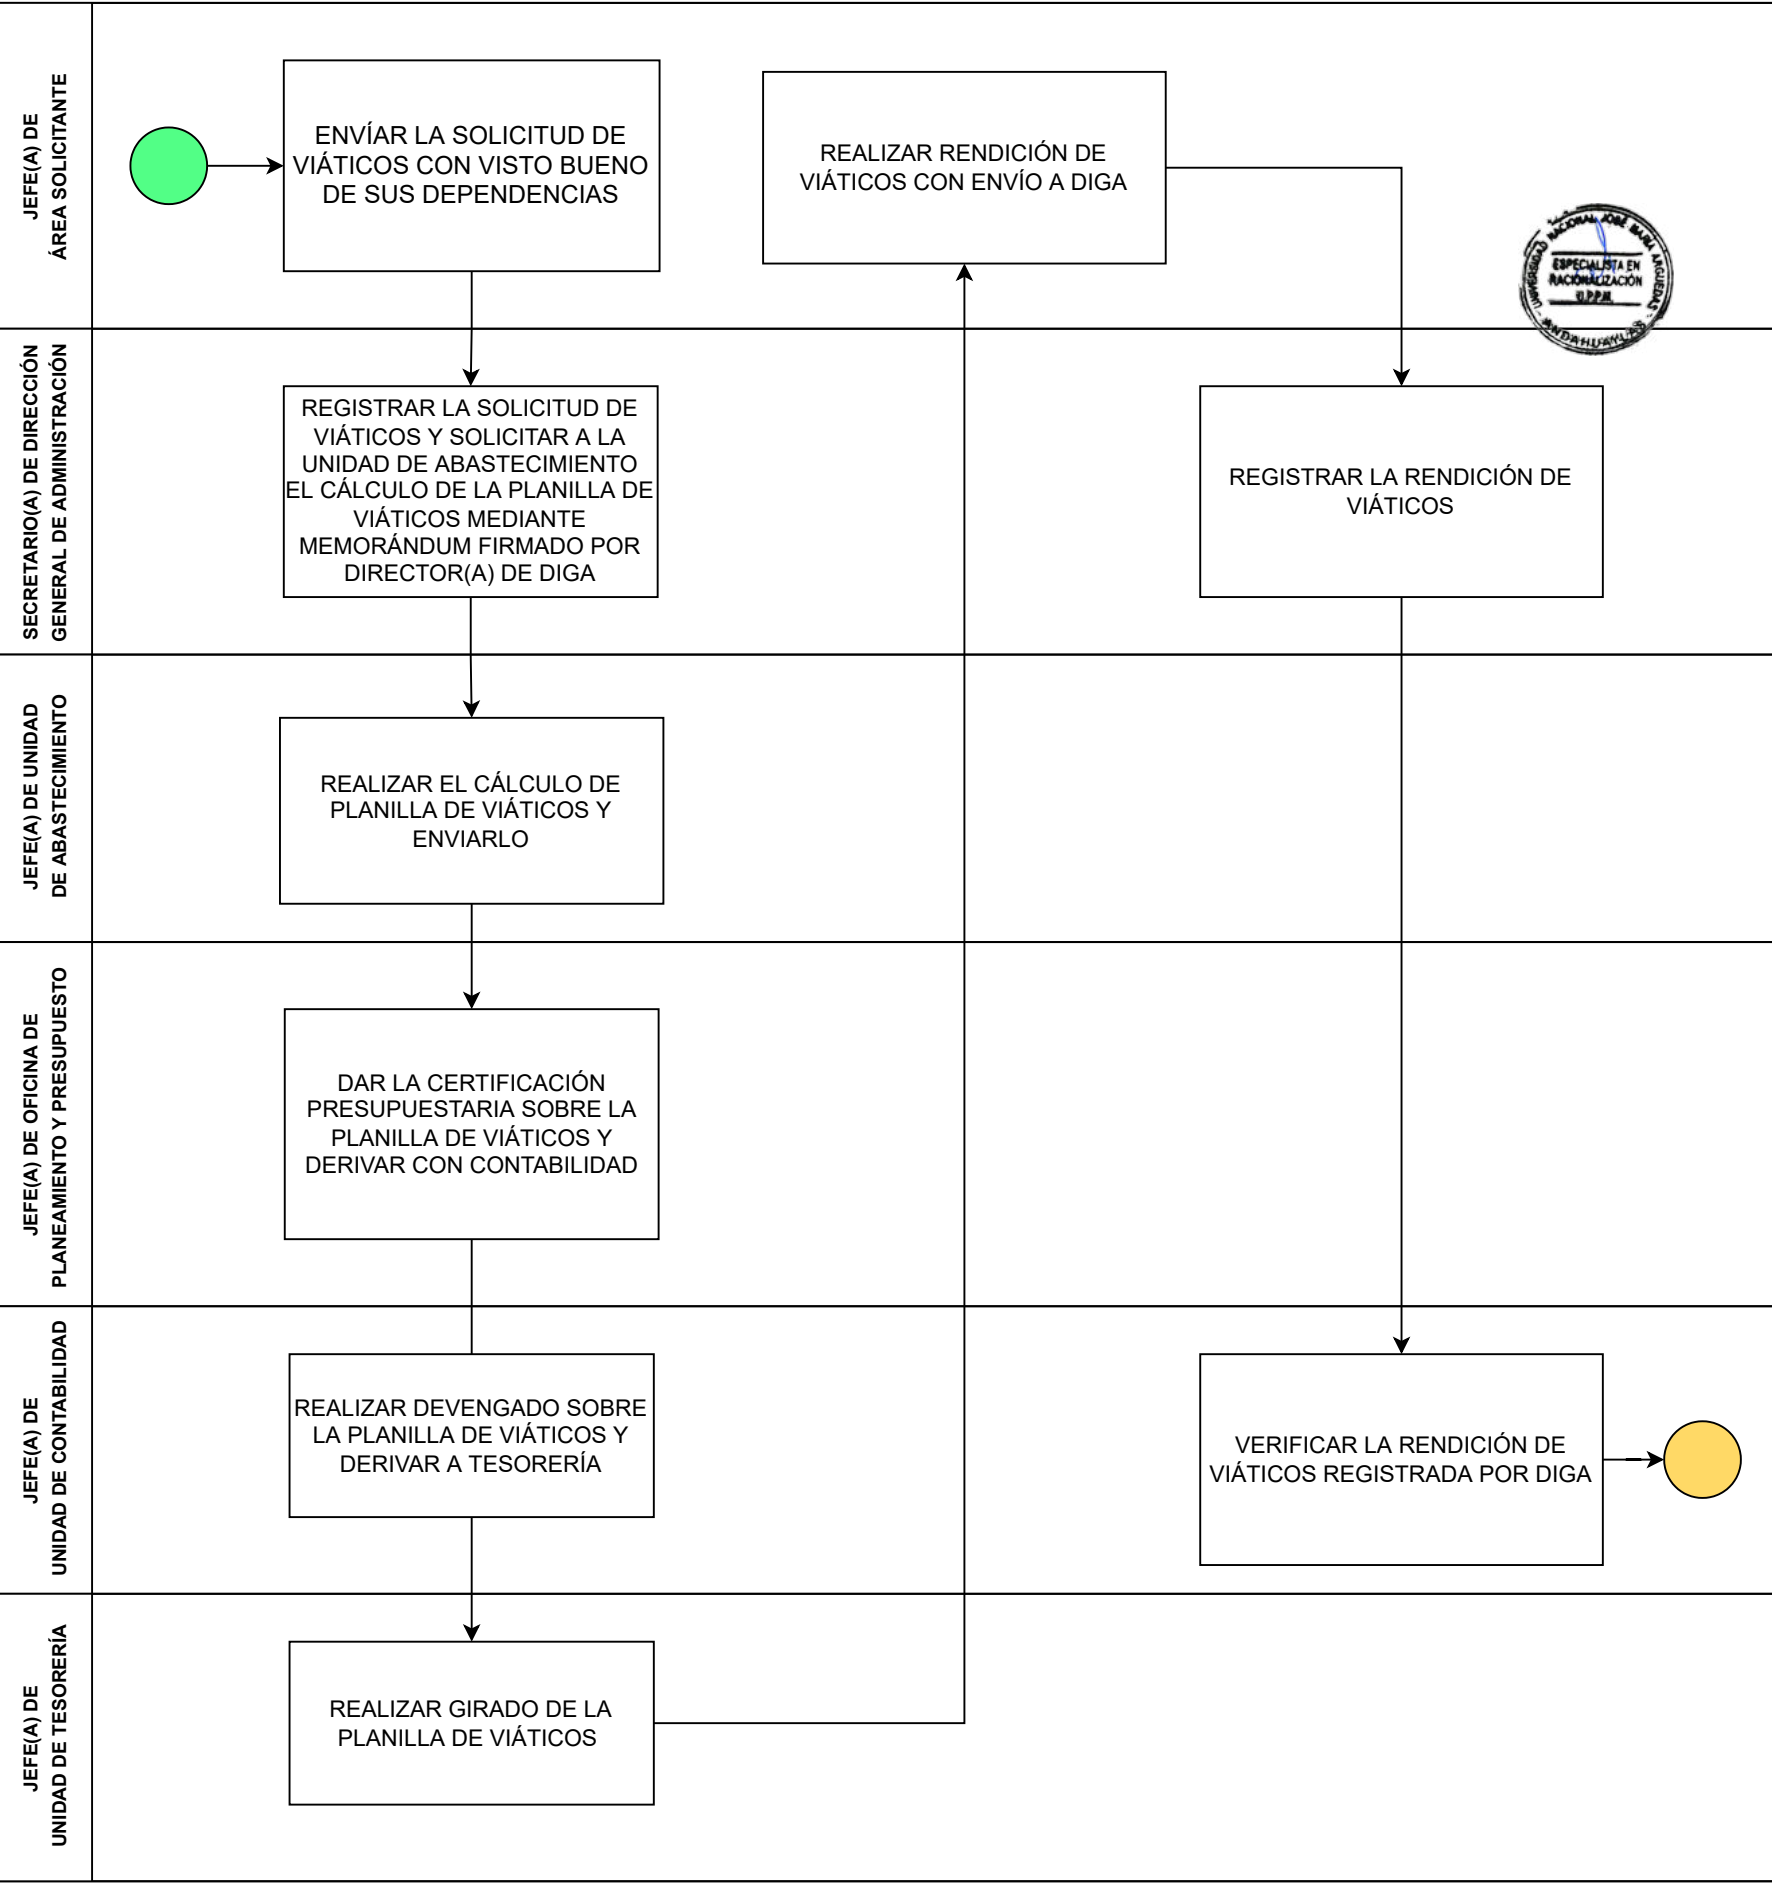 JEFE(A) DE
ÁREA SOLICITANTE
ENVÍAR LA SOLICITUD DE
VIÁTICOS CON VISTO BUENO
DE SUS DEPENDENCIAS
REALIZAR RENDICIÓN DE
VIÁTICOS CON ENVÍO A DIGA
UNIVERSIDAD NACIONAL JOSÉ MARÍA ARGUEDAS
ESPECIALISTA EN
RACIONALIZACIÓN
O.P.P.M.
- ANDAHUAYLAS -
SECRETARIO(A) DE DIRECCIÓN
GENERAL DE ADMINISTRACIÓN
REGISTRAR LA SOLICITUD DE
VIÁTICOS Y SOLICITAR A LA
UNIDAD DE ABASTECIMIENTO
EL CÁLCULO DE LA PLANILLA DE
VIÁTICOS MEDIANTE
MEMORÁNDUM FIRMADO POR
DIRECTOR(A) DE DIGA
REGISTRAR LA RENDICIÓN DE
VIÁTICOS
JEFE(A) DE UNIDAD
DE ABASTECIMIENTO
REALIZAR EL CÁLCULO DE
PLANILLA DE VIÁTICOS Y
ENVIARLO
JEFE(A) DE OFICINA DE
PLANEAMIENTO Y PRESUPUESTO
DAR LA CERTIFICACIÓN
PRESUPUESTARIA SOBRE LA
PLANILLA DE VIÁTICOS Y
DERIVAR CON CONTABILIDAD
JEFE(A) DE
UNIDAD DE CONTABILIDAD
REALIZAR DEVENGADO SOBRE
LA PLANILLA DE VIÁTICOS Y
DERIVAR A TESORERÍA
VERIFICAR LA RENDICIÓN DE
VIÁTICOS REGISTRADA POR DIGA
JEFE(A) DE
UNIDAD DE TESORERÍA
REALIZAR GIRADO DE LA
PLANILLA DE VIÁTICOS